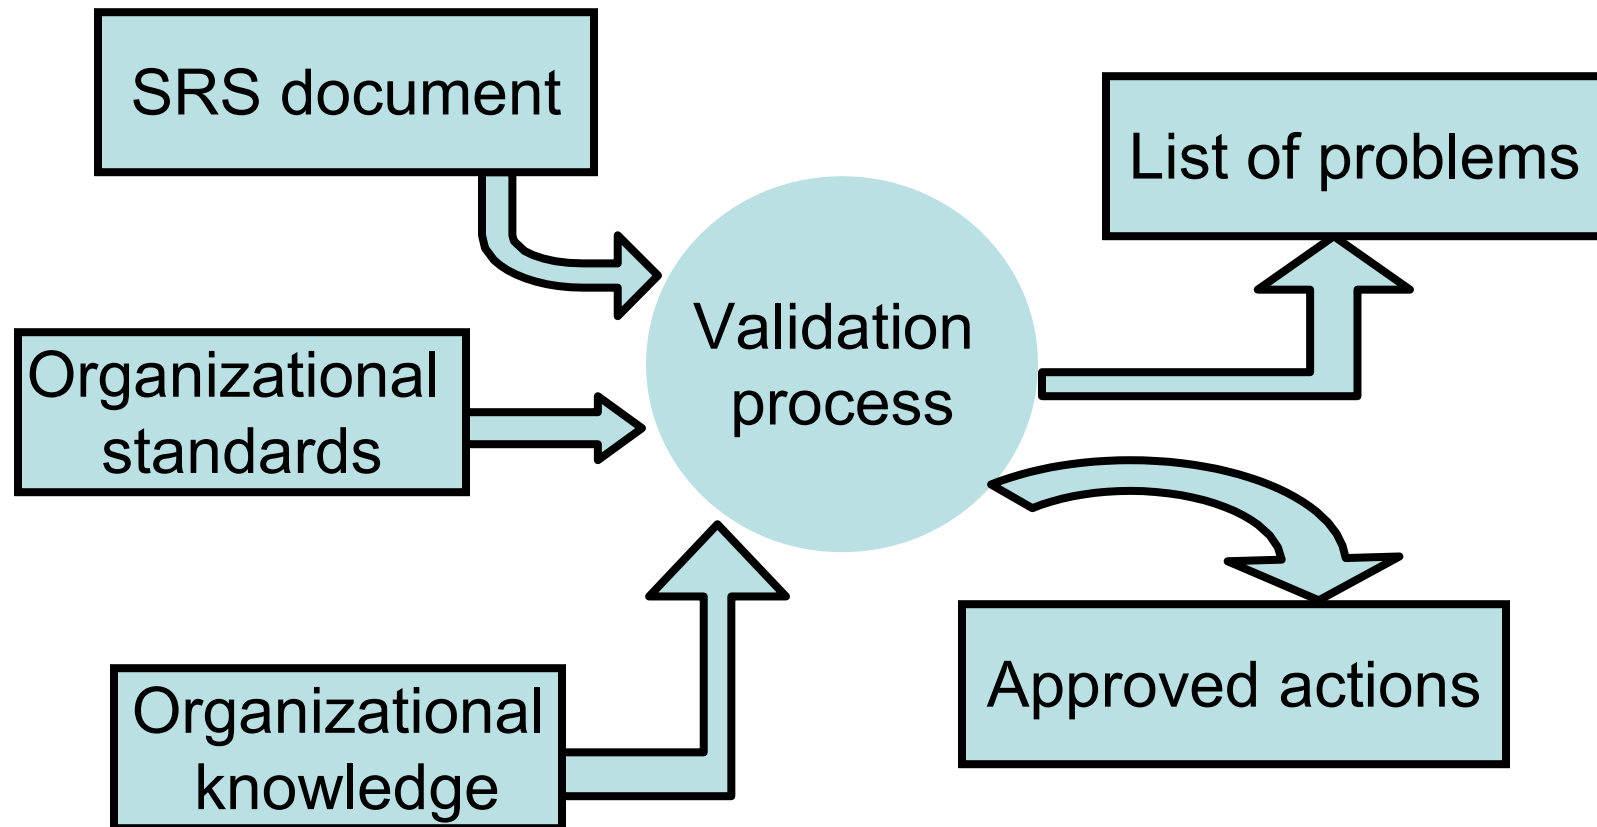 SRS document
List of problems
Validation
process
Organizational
standards
Approved actions
Organizational
knowledge